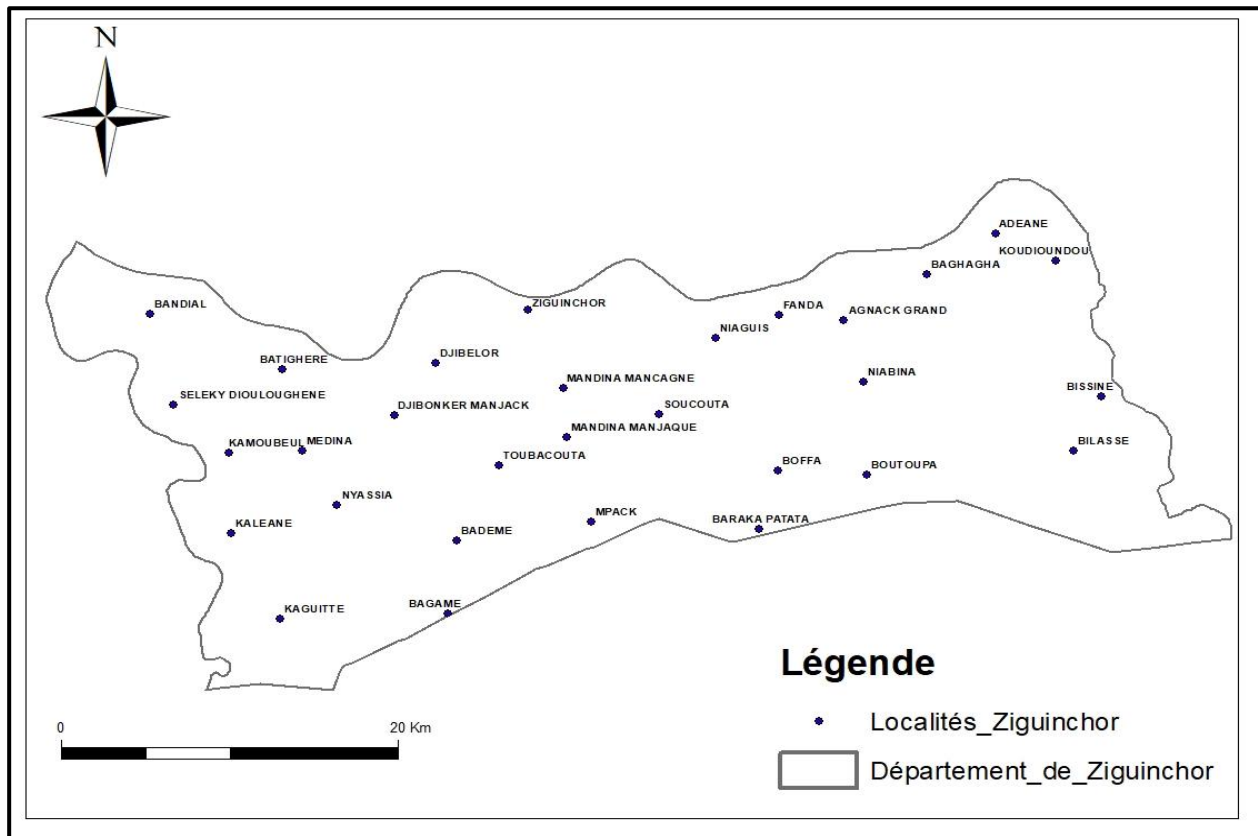 N
ADEANE
KOUDIOUNDOU
BAGHAGHA
BANDIAL
ZIGUINCHOR
FANDA
AGNACK GRAND
NIAGUIS
BATIGHERE
DJIBELOR
MANDINA MANCAGNE
NIABINA
BISSINE
SELEKY DIOULOUGHENE
DJIBONKER MANJACK
SOUCOUTA
MANDINA MANJAQUE
KAMOUBEUL
MEDINA
TOUBACOUTA
BOFFA
BOUTOUPA
BILASSE
NYASSIA
KALEANE
BADEME
MPACK
BARAKA PATATA
KAGUITTE
BAGAME
Légende
Localités_Ziguinchor
Département_de_Ziguinchor
0
20 Km